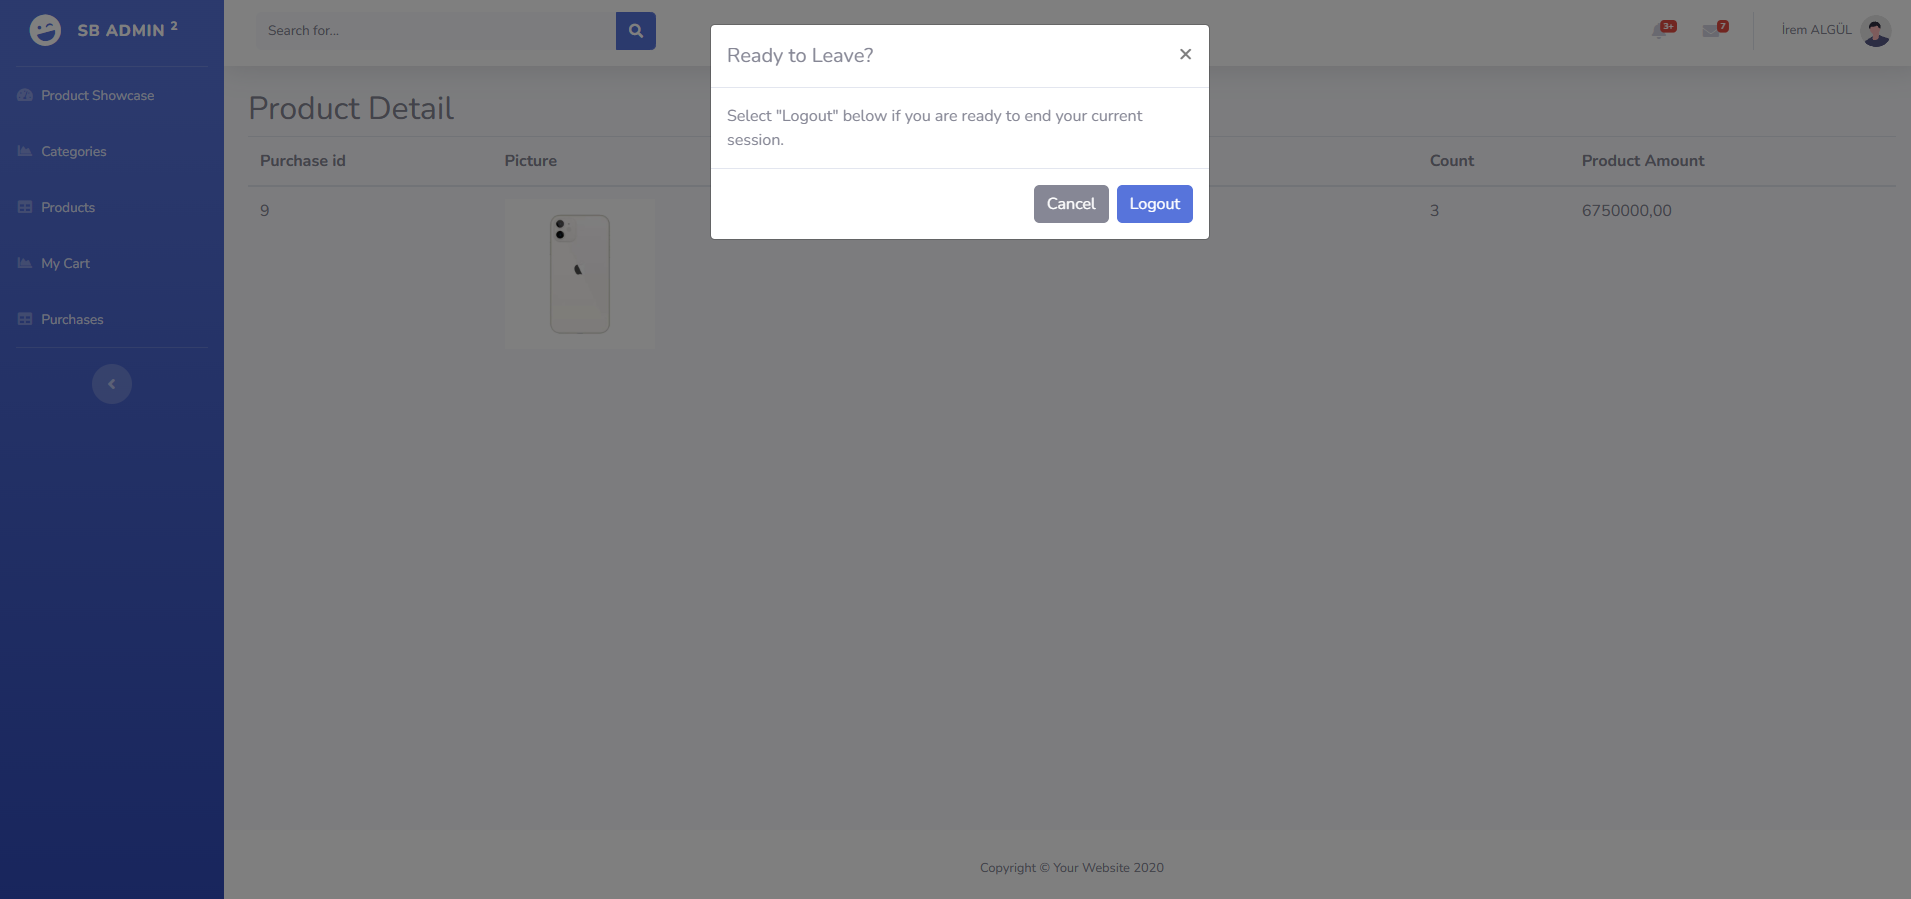 SB ADMIN 2
Search for...
3+
7
İrem ALGÜL
Product Showcase
Categories
Products
My Cart
Purchases
Ready to Leave?
×
Select "Logout" below if you are ready to end your current
session.
Cancel
Logout
Product Detail
Purchase id
Picture
Count
Product Amount
9
3
6750000,00
Copyright © Your Website 2020